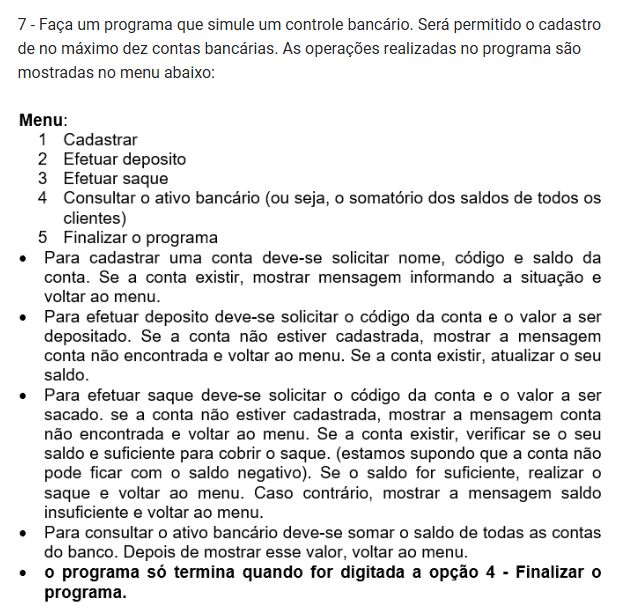 7 - Faça um programa que simule um controle bancário. Será permitido o cadastro
de no máximo dez contas bancárias. As operações realizadas no programa são
mostradas no menu abaixo:
Menu:
1 Cadastrar
2 Efetuar deposito
3 Efetuar saque
4 Consultar o ativo bancário (ou seja, o somatório dos saldos de todos os
clientes)
5 Finalizar o programa
• Para cadastrar uma conta deve-se solicitar nome, código e saldo da
conta. Se a conta existir, mostrar mensagem informando a situação e
voltar ao menu.
• Para efetuar deposito deve-se solicitar o código da conta e o valor a ser
depositado. Se a conta não estiver cadastrada, mostrar a mensagem
conta não encontrada e voltar ao menu. Se a conta existir, atualizar o seu
saldo.
• Para efetuar saque deve-se solicitar o código da conta e o valor a ser
sacado. se a conta não estiver cadastrada, mostrar a mensagem conta
não encontrada e voltar ao menu. Se a conta existir, verificar se o seu
saldo e suficiente para cobrir o saque. (estamos supondo que a conta não
pode ficar com o saldo negativo). Se o saldo for suficiente, realizar o
saque e voltar ao menu. Caso contrário, mostrar a mensagem saldo
insuficiente e voltar ao menu.
• Para consultar o ativo bancário deve-se somar o saldo de todas as contas
do banco. Depois de mostrar esse valor, voltar ao menu.
• o programa só termina quando for digitada a opção 4 - Finalizar o
programa.